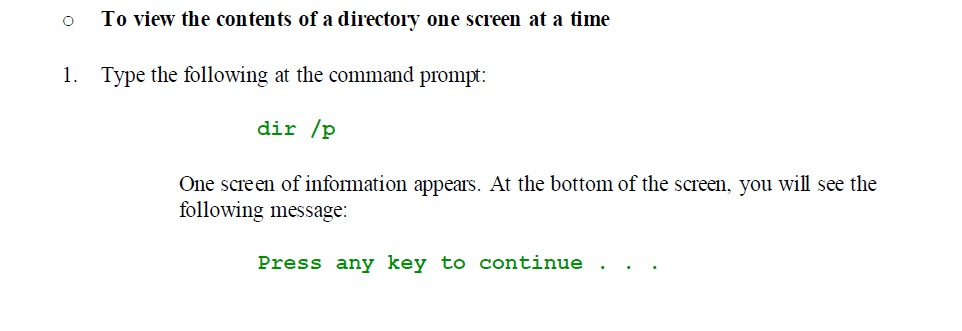 o To view the contents of a directory one screen at a time
1. Type the following at the command prompt:
dir /p
One screen of information appears. At the bottom of the screen, you will see the
following message:
Press any key to continue . . .